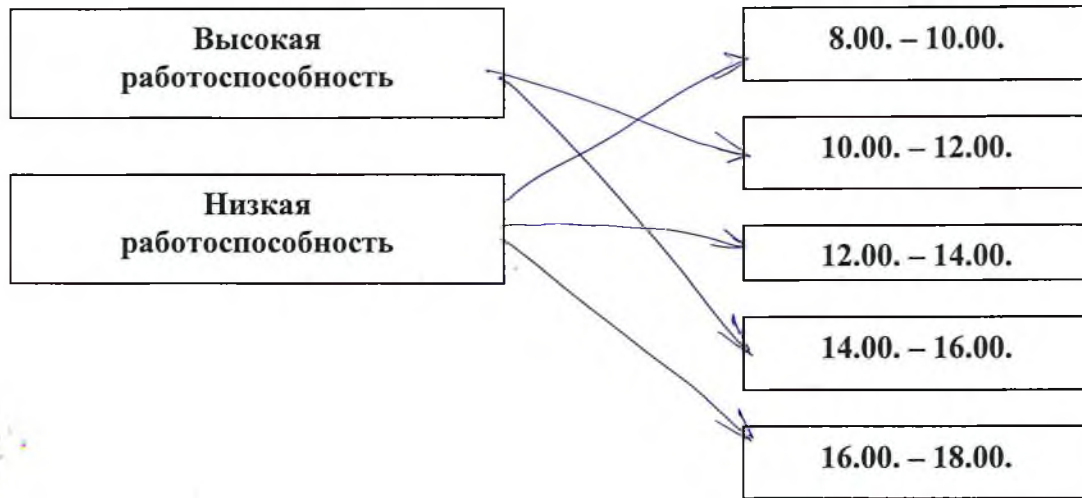 Высокая
работоспособность
Низкая
работоспособность
8.00. – 10.00.
10.00. – 12.00.
12.00. – 14.00.
14.00. – 16.00.
16.00. – 18.00.